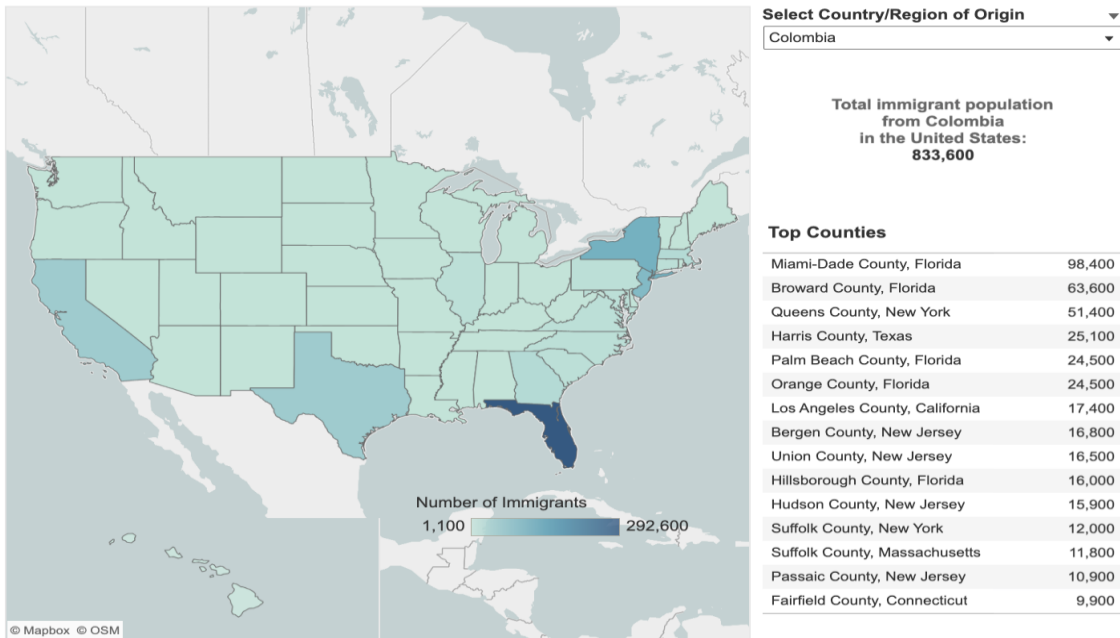 Select Country/Region of Origin
Colombia
Total immigrant population
from Colombia
in the United States:
833,600
Top Counties
Miami-Dade County, Florida 98,400
Broward County, Florida 63,600
Queens County, New York 51,400
Harris County, Texas 25,100
Palm Beach County, Florida 24,500
Orange County, Florida 24,500
Los Angeles County, California 17,400
Bergen County, New Jersey 16,800
Union County, New Jersey 16,500
Hillsborough County, Florida 16,000
Hudson County, New Jersey 15,900
Suffolk County, New York 12,000
Suffolk County, Massachusetts 11,800
Passaic County, New Jersey 10,900
Fairfield County, Connecticut 9,900
Number of Immigrants
1,100 292,600
© Mapbox © OSM